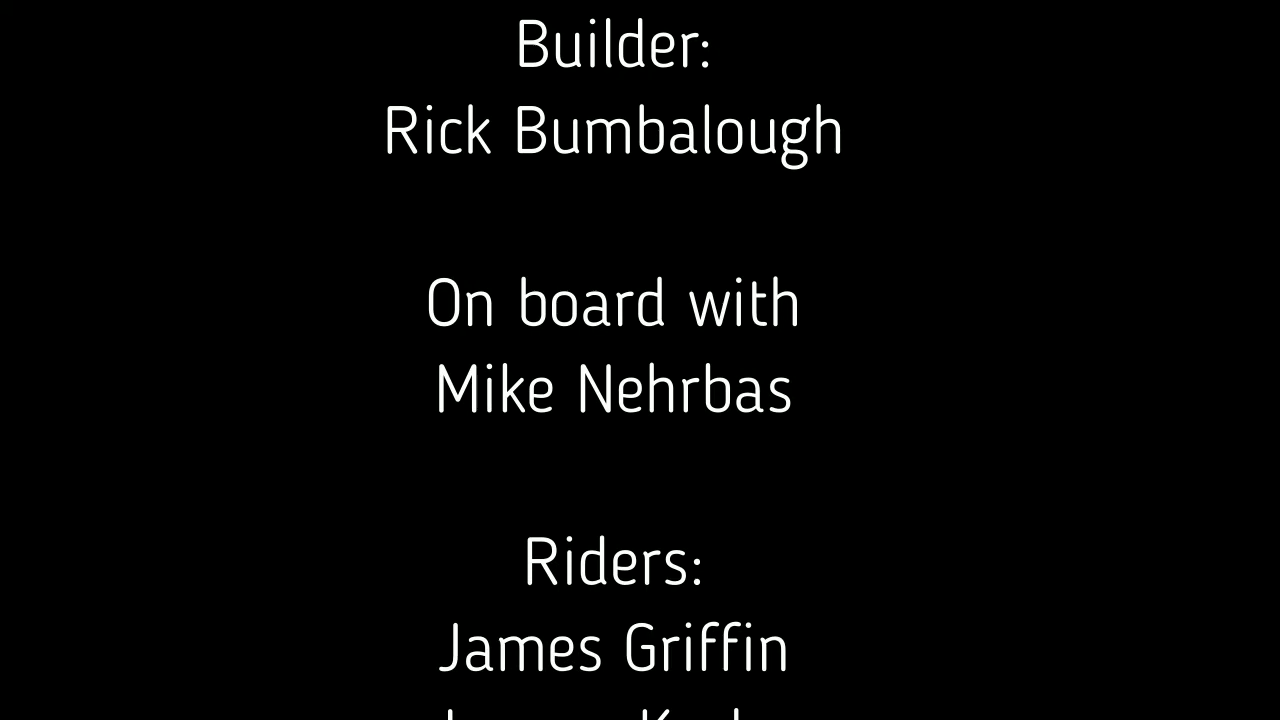 Builder:
Rick Bumbalough
On board with
Mike Nehrbas
Riders:
James Griffin